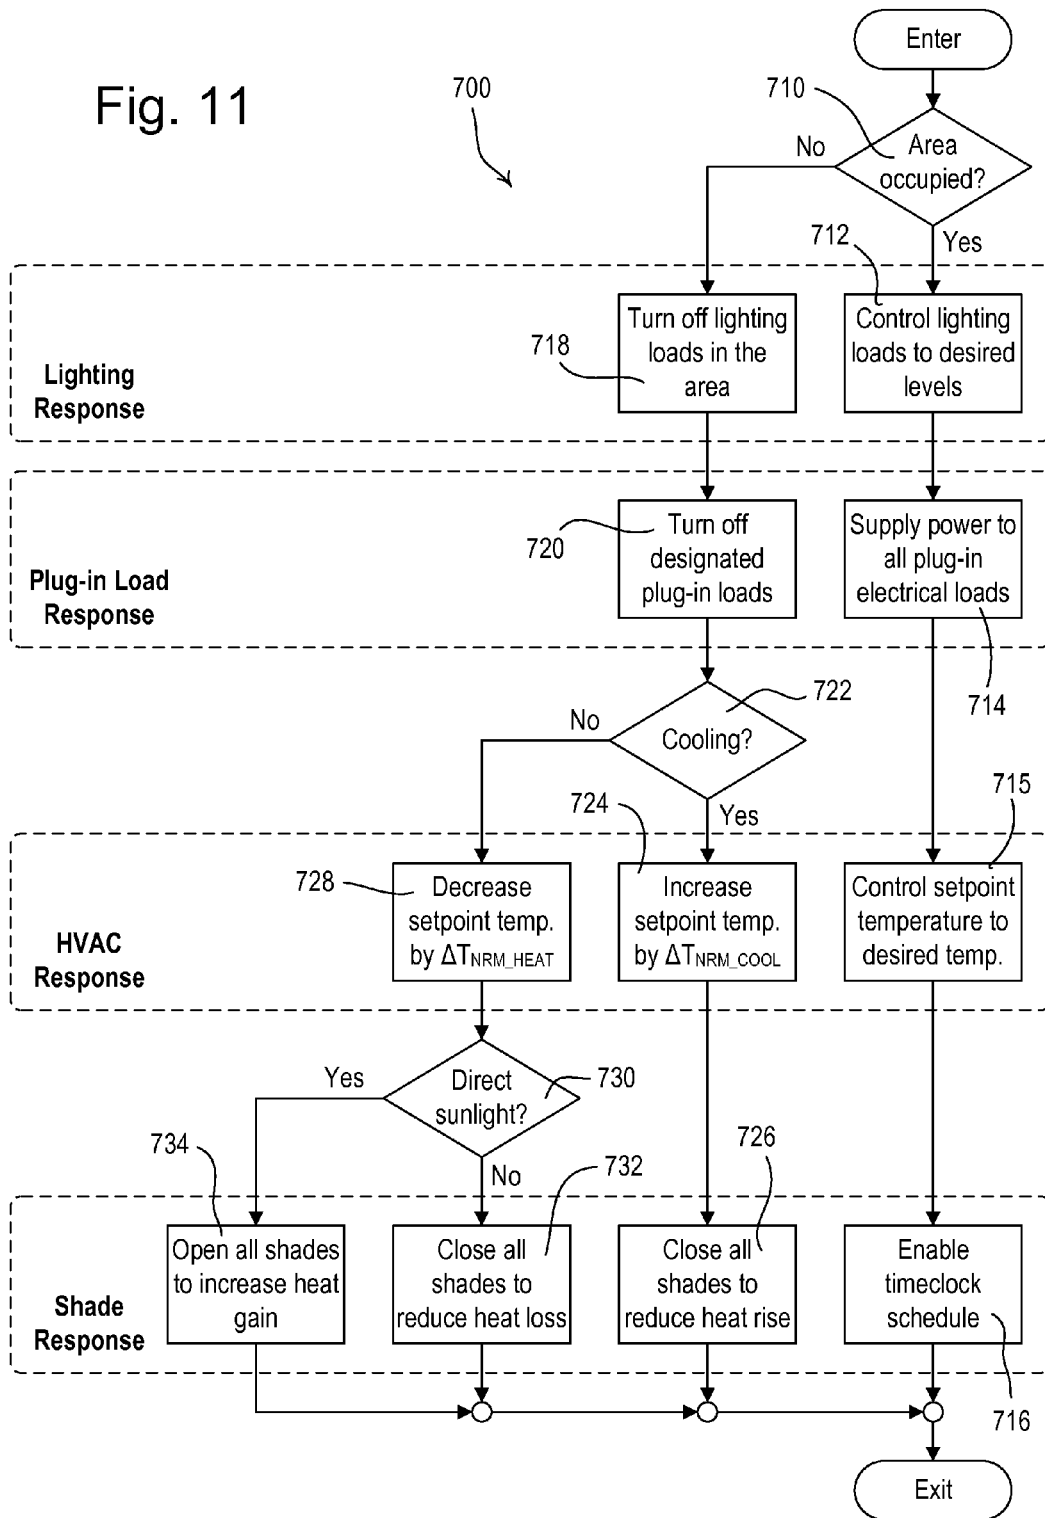 Enter
Fig. 11
700
710
Area
occupied?
No
Yes
712
Lighting
Response
718
Turn off lighting
loads in the
area
Control lighting
loads to desired
levels
Plug-in Load
Response
720
Turn off
designated
plug-in loads
Supply power to
all plug-in
electrical loads
714
722
No
Cooling?
Yes
724
715
HVAC
Response
728
Decrease
setpoint temp.
by ΔTNRM_HEAT
Increase
setpoint temp.
by ΔTNRM_COOL
Control setpoint
temperature to
desired temp.
Yes
Direct
sunlight?
730
No
734
732
726
Shade
Response
Open all shades
to increase heat
gain
Close all
shades to
reduce heat loss
Close all
shades to
reduce heat rise
Enable
timeclock
schedule
716
Exit